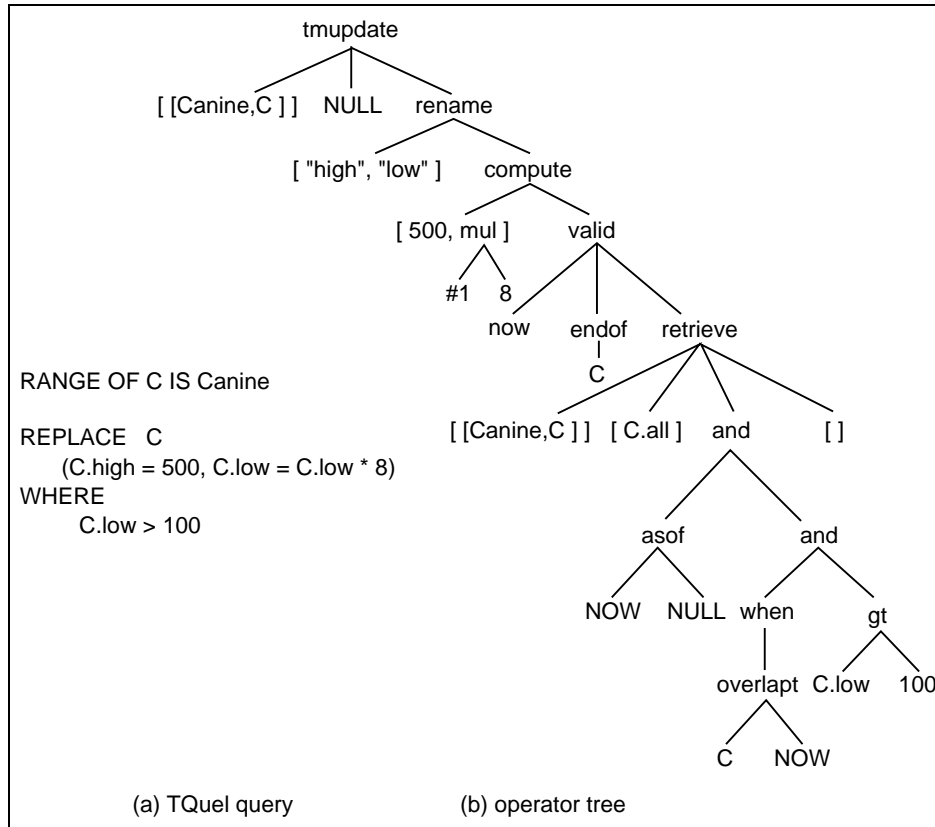 tmupdate
[ [Canine,C ] ] NULL rename
[ "high", "low" ] compute
[ 500, mul ] valid
#1 8
now endof retrieve
C
RANGE OF C IS Canine
[ [Canine,C ] ] [ C.all ] and [ ]
REPLACE C
(C.high = 500, C.low = C.low * 8)
WHERE
C.low > 100
asof and
NOW NULL when gt
overlapt C.low 100
C NOW
(a) TQuel query (b) operator tree